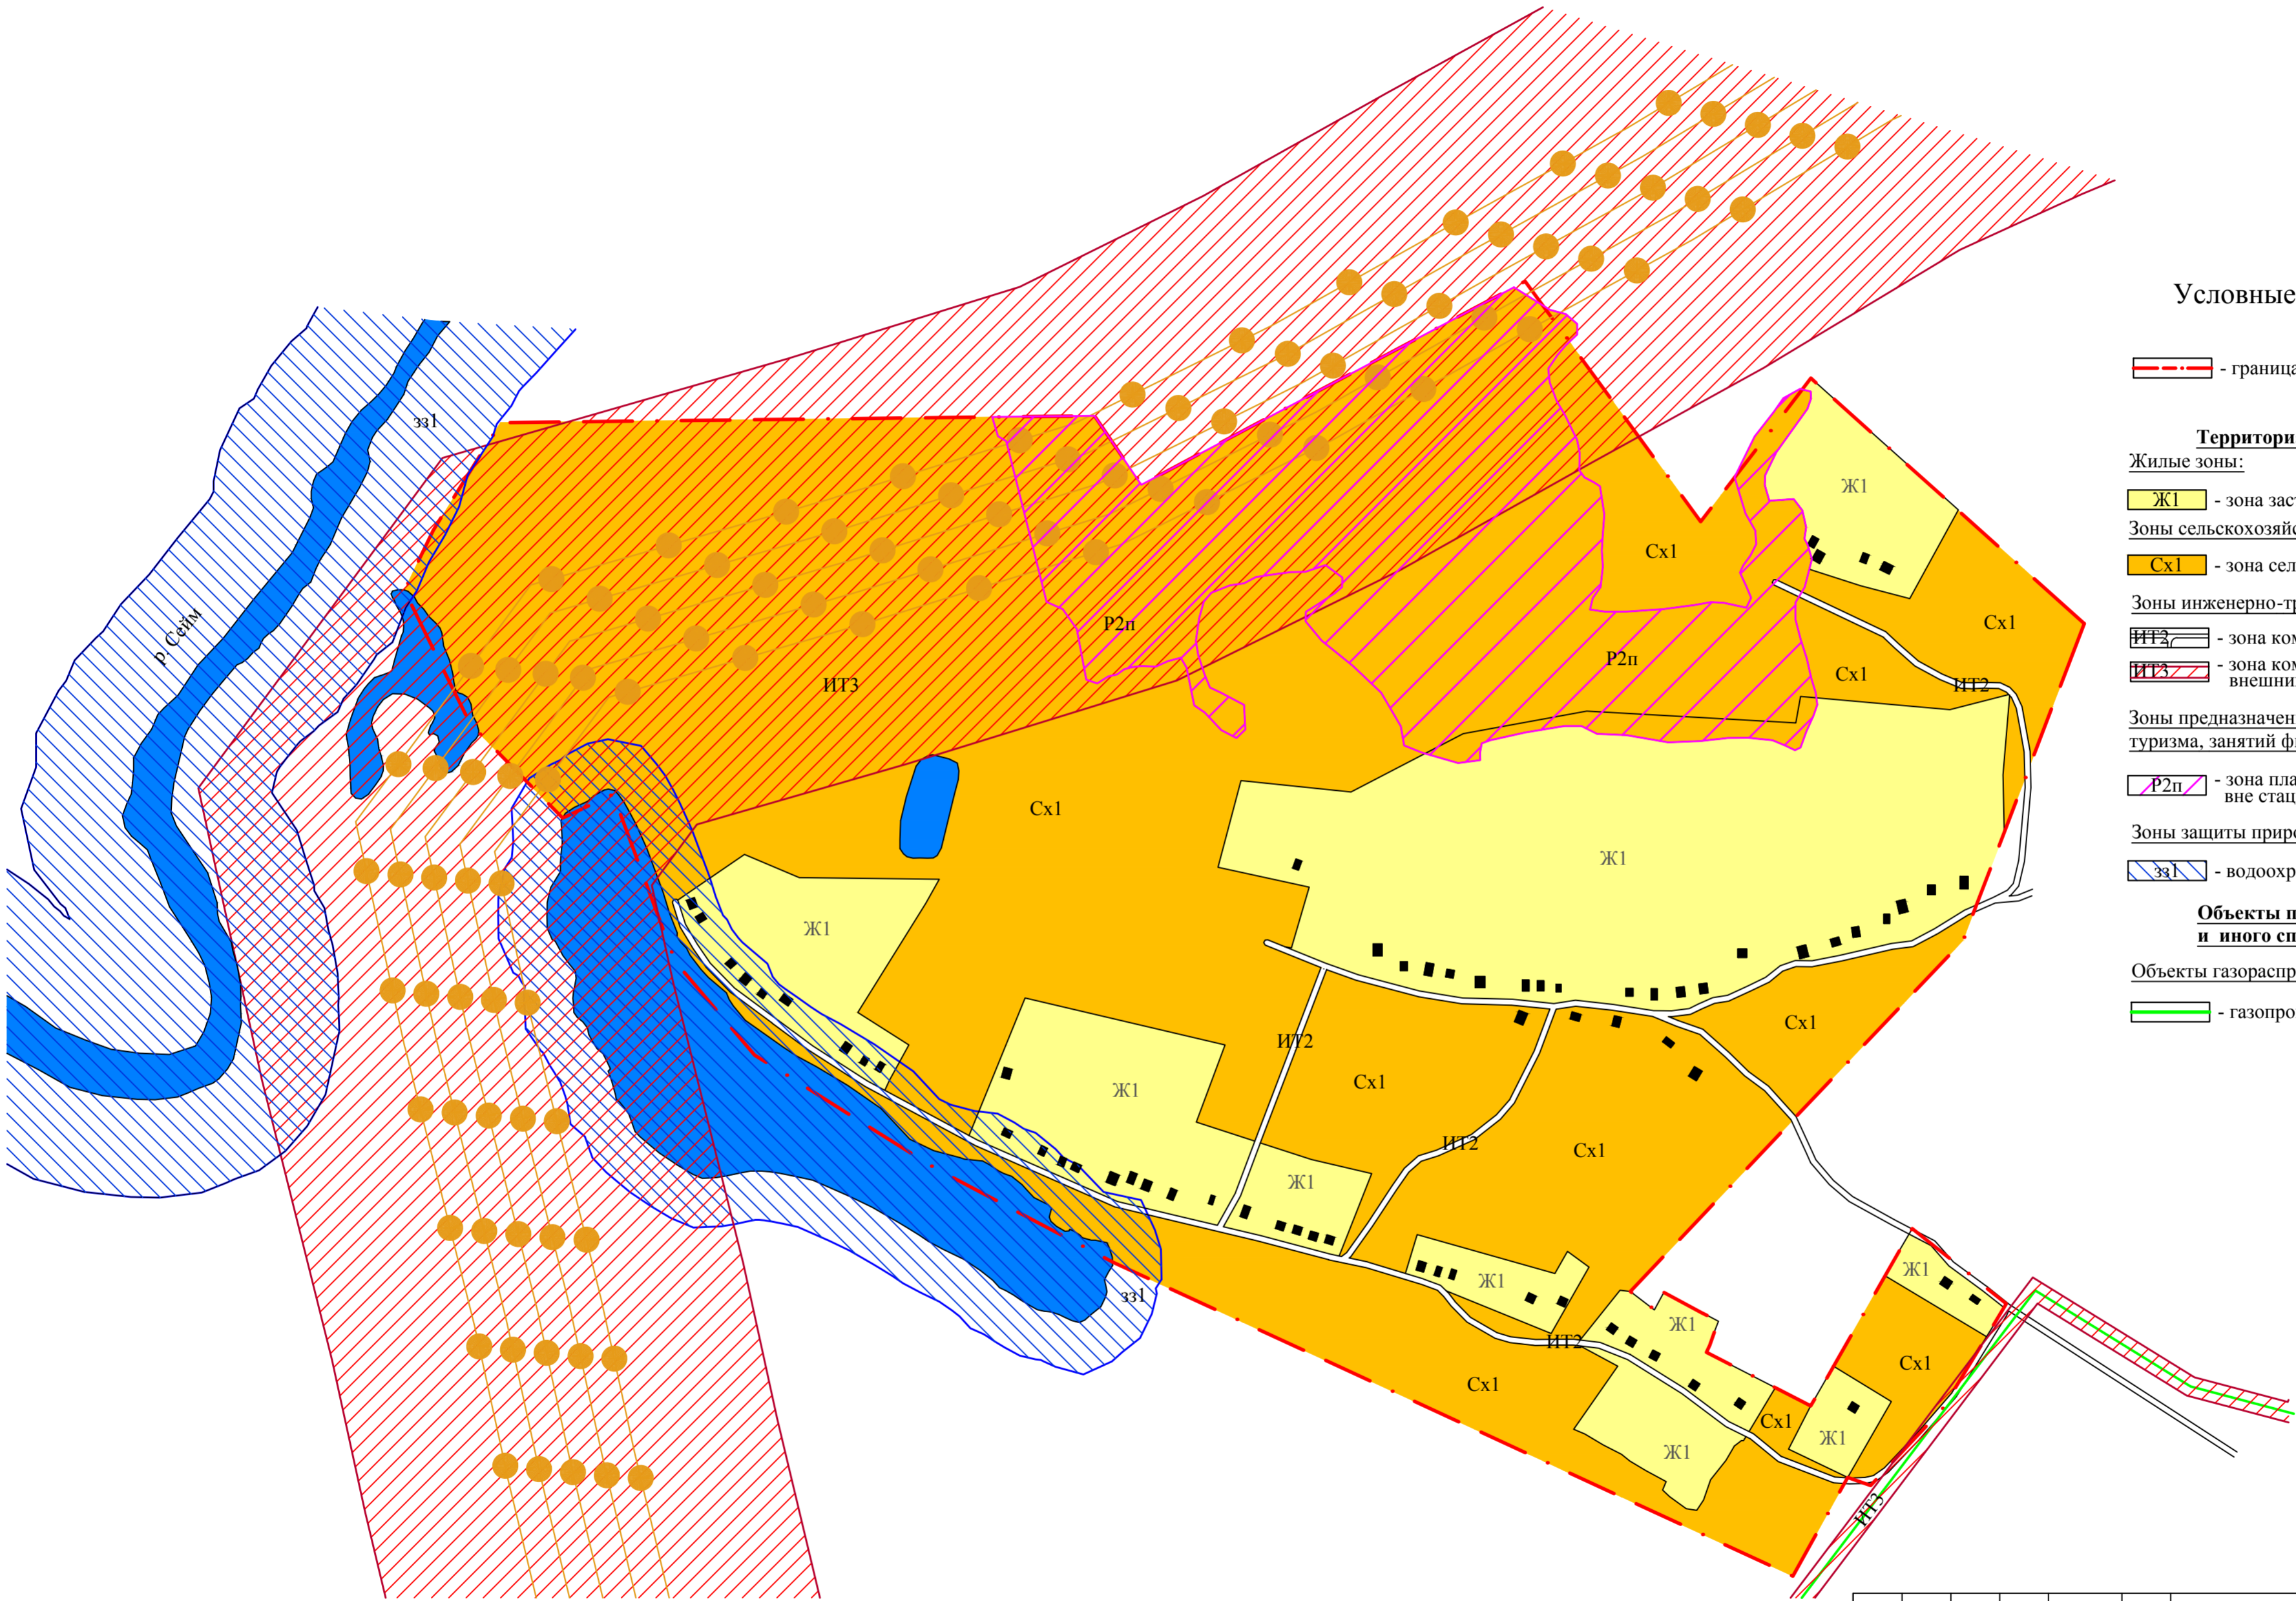 зз1
р. Сейм
Ж1
Сх1
Сх1
Р2п
Р2п
Сх1
ИТ2
ИТ3
Сх1
Ж1
Ж1
Сх1
ИТ2
Сх1
Ж1
ИТ2
Сх1
Ж1
Ж1
зз1
Ж1
Ж1
ИТ2
Сх1
Сх1
Сх1
Ж1
Ж1
ИТ3
Условные
- граница
Территори
Жилые зоны:
Ж1 - зона заст
Зоны сельскохозяйс
Сх1 - зона сел
Зоны инженерно-тр
ИТ2 - зона ком
ИТ3 - зона ком
внешни
Зоны предназначен
туризма, занятий ф
Р2п - зона пла
вне стац
Зоны защиты приро
зз1 - водоохр
Объекты п
и иного сп
Объекты газораспр
- газопро